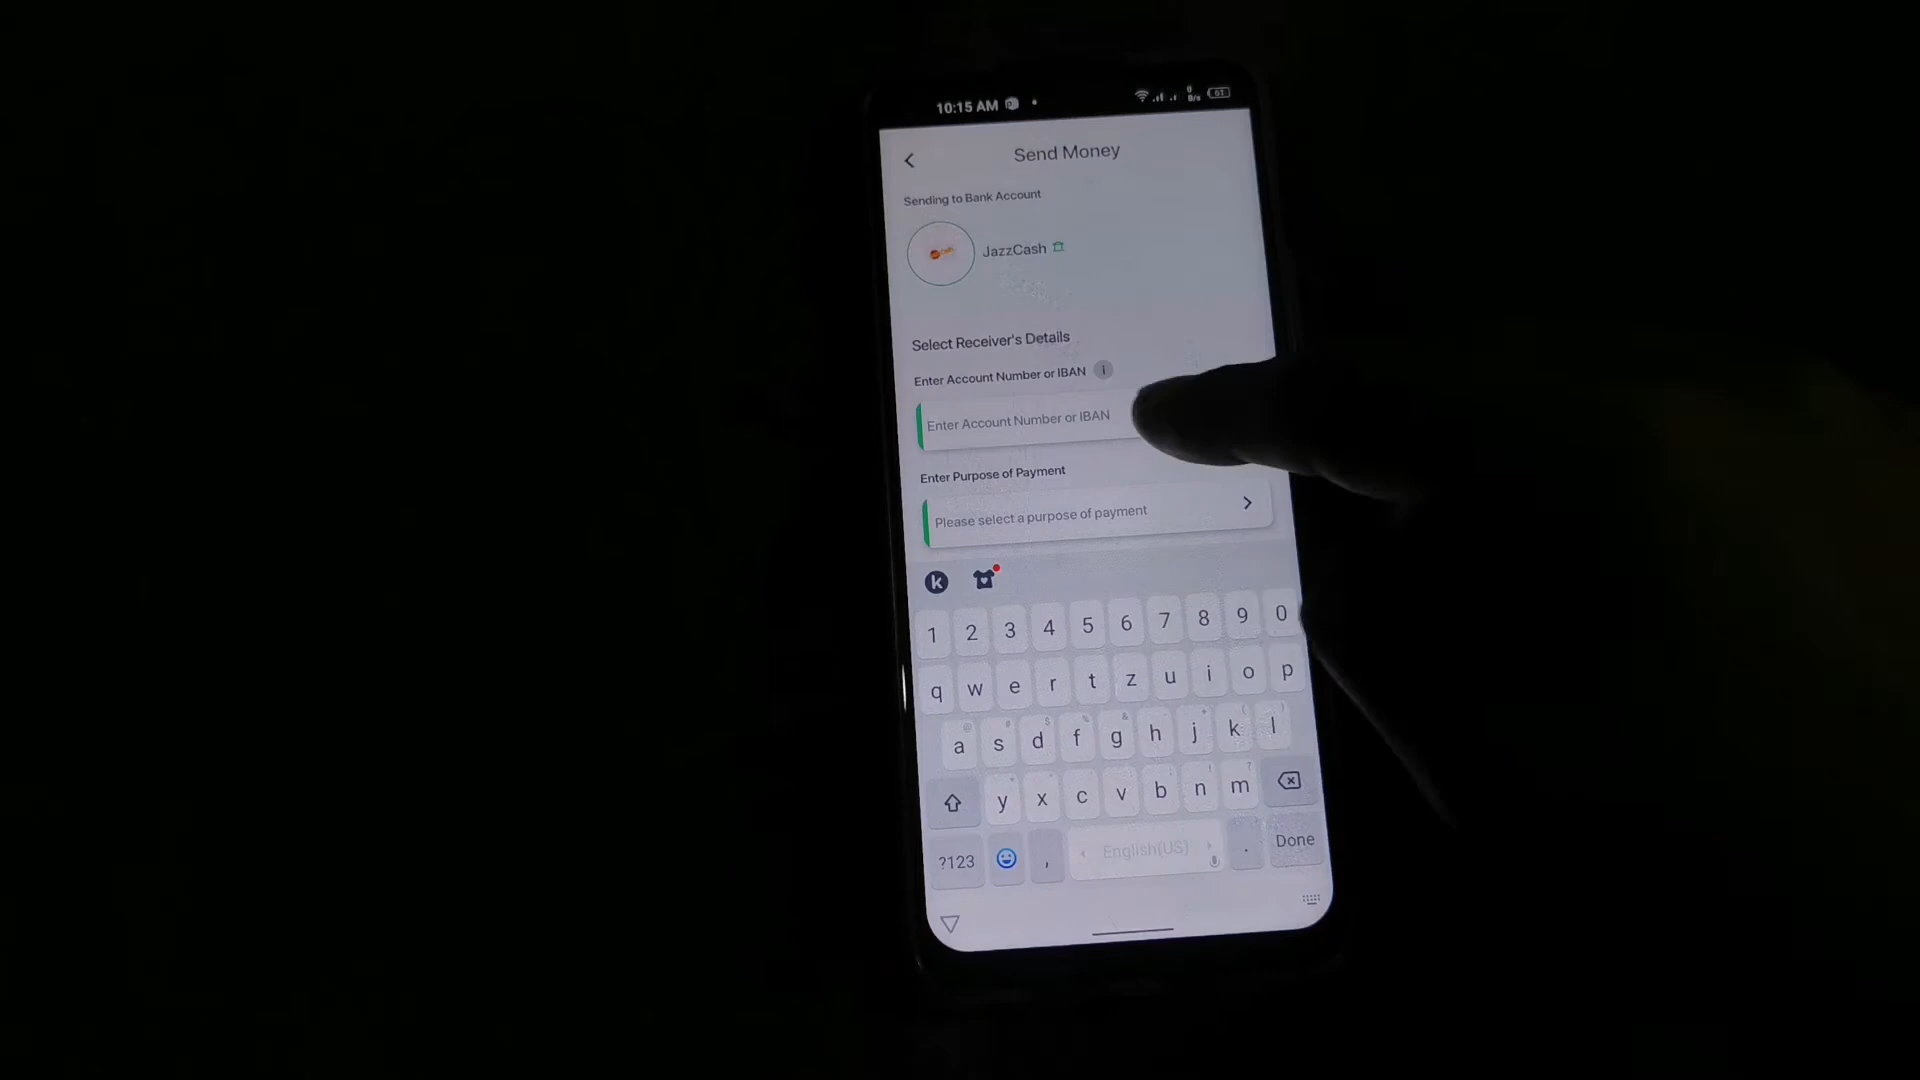 10:15 AM
61
Send Money
Sending to Bank Account
JazzCash
Select Receiver's Details
Enter Account Number or IBAN i
Enter Account Number or IBAN
Enter Purpose of Payment
Please select a purpose of payment
k
1 2 3 4 5 6 7 8 9 0
q w e r t z u i o p
a s d f g h j k l
y x c v b n m
?123 , English(US) . Done